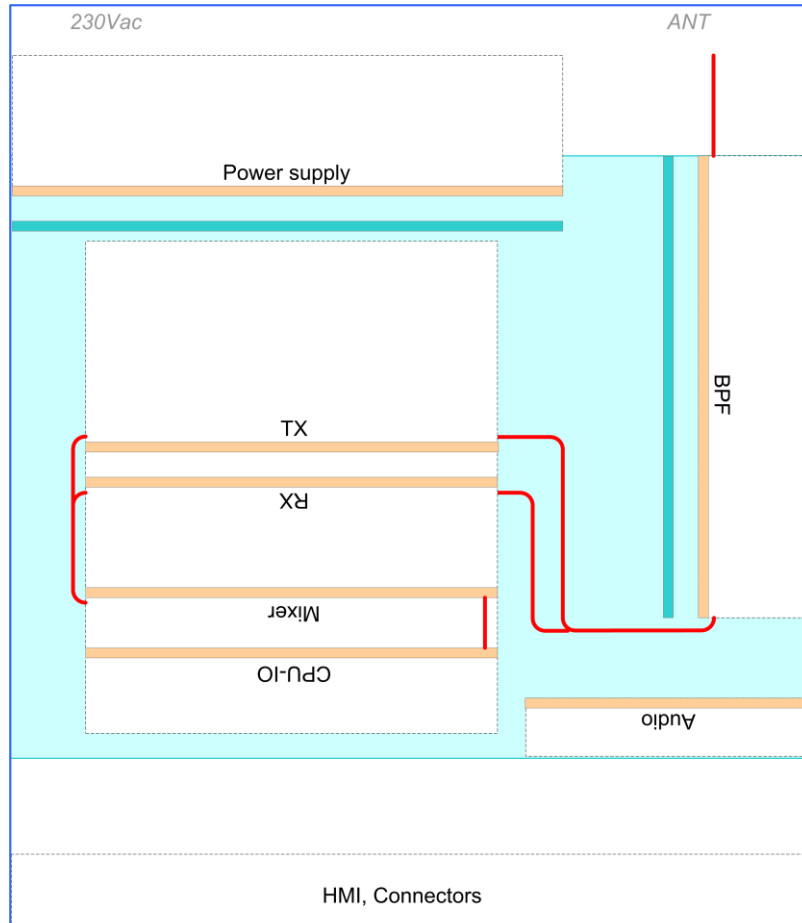 230Vac
ANT
Power supply
BPF
TX
RX
Mixer
CPU-IO
Audio
HMI, Connectors